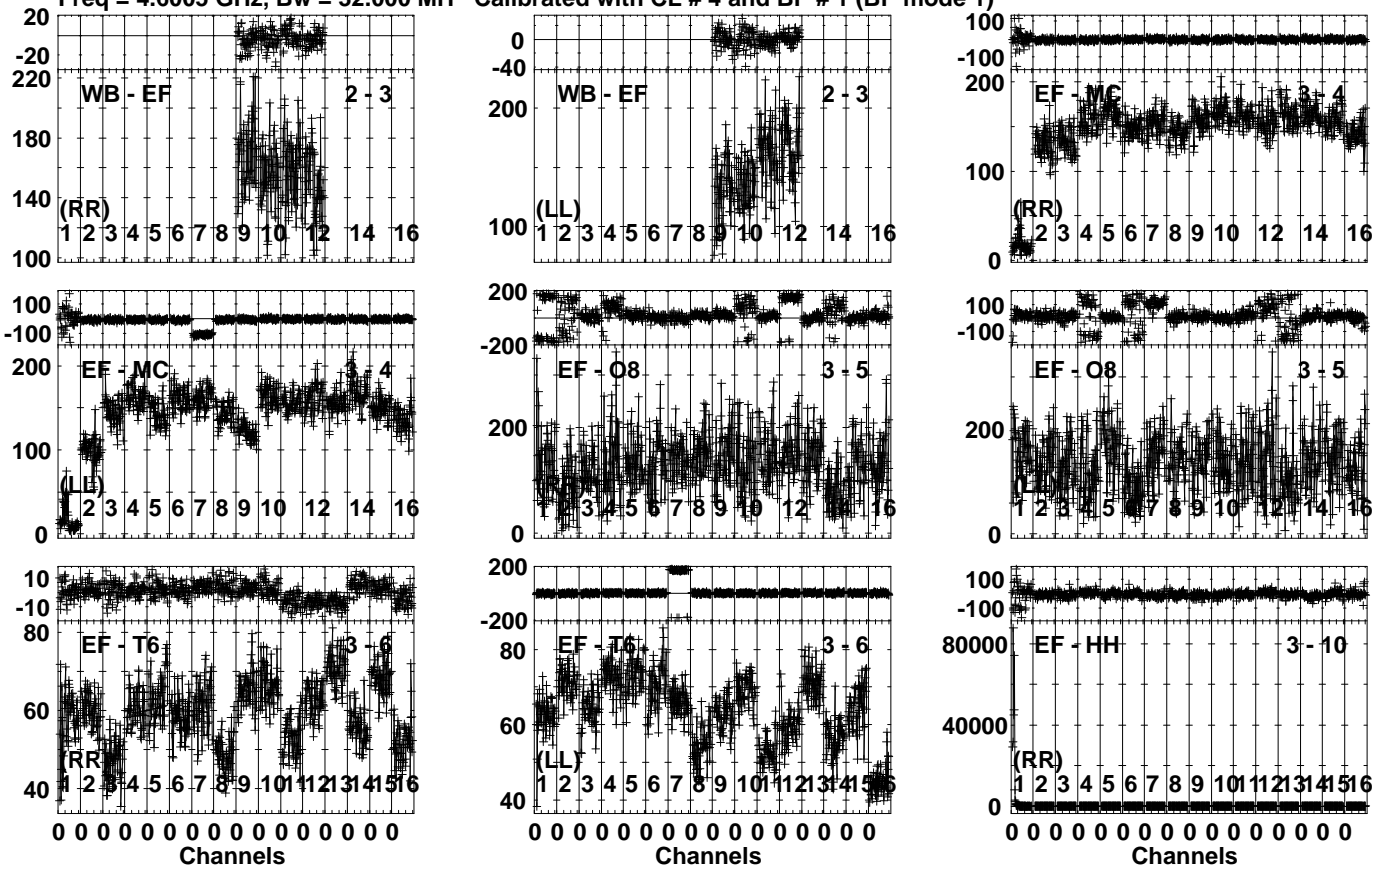 Freq = 4.6005 GHz, Bw = 32.000 MH Calibrated with CL # 4 and BP # 1 (BP mode 1)
20
-20
220
180
140
100
WB - EF 2 - 3
(RR)
1 2 3 4 5 6 7 8 9 10 12 14 16
0
-40
200
100
WB - EF 2 - 3
(LL)
1 2 3 4 5 6 7 8 9 10 12 14 16
100
-100
200
100
0
EF - MC 3 - 4
(RR)
2 3 4 5 6 7 8 9 10 12 14 16
100
-100
200
100
0
EF - MC 3 - 4
(LL)
2 3 4 5 6 7 8 9 10 12 14 16
200
-200
200
0
EF - O8 3 - 5
(RR)
1 2 3 4 5 6 7 8 9 10 12 14 16
100
-100
200
0
EF - O8 3 - 5
(LL)
1 2 3 4 5 6 7 8 9 10 12 14 16
10
-10
80
60
40
EF - T6 3 - 6
(RR)
1 2 3 4 5 6 7 8 9 10 11 12 13 14 15 16
0 0 0 0 0 0 0 0 0 0 0 0 0 0 0 0
Channels
200
-200
80
60
40
EF - T6 3 - 6
(LL)
1 2 3 4 5 6 7 8 9 10 11 12 13 14 15 16
0 0 0 0 0 0 0 0 0 0 0 0 0 0 0 0
Channels
100
-100
80000
40000
0
EF - HH 3 - 10
(RR)
1 2 3 4 5 6 7 8 9 10 11 12 13 14 15 16
0 0 0 0 0 0 0 0 0 0 0 0 0 0 0 0
Channels